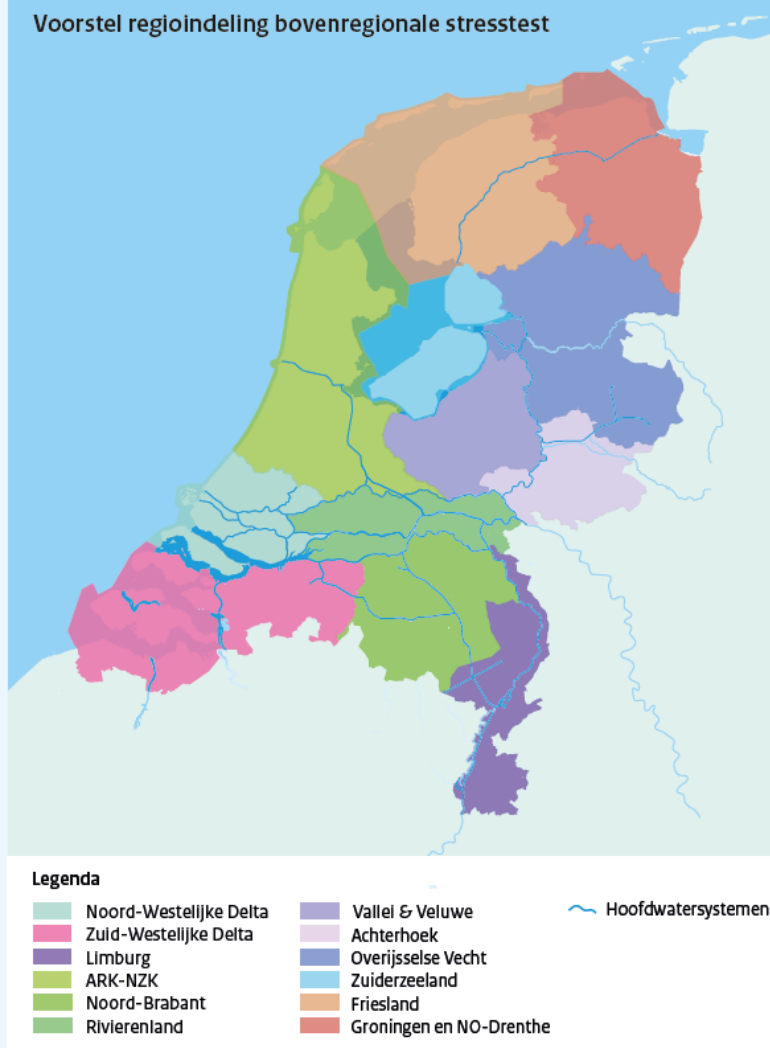 Voorstel regioindeling bovenregionale stresstest
Legenda
Noord-Westelijke Delta
Zuid-Westelijke Delta
Limburg
ARK-NZK
Noord-Brabant
Rivierenland
Vallei & Veluwe
Achterhoek
Overijsselse Vecht
Zuiderzeeland
Friesland
Groningen en NO-Drenthe
Hoofdwatersystemen